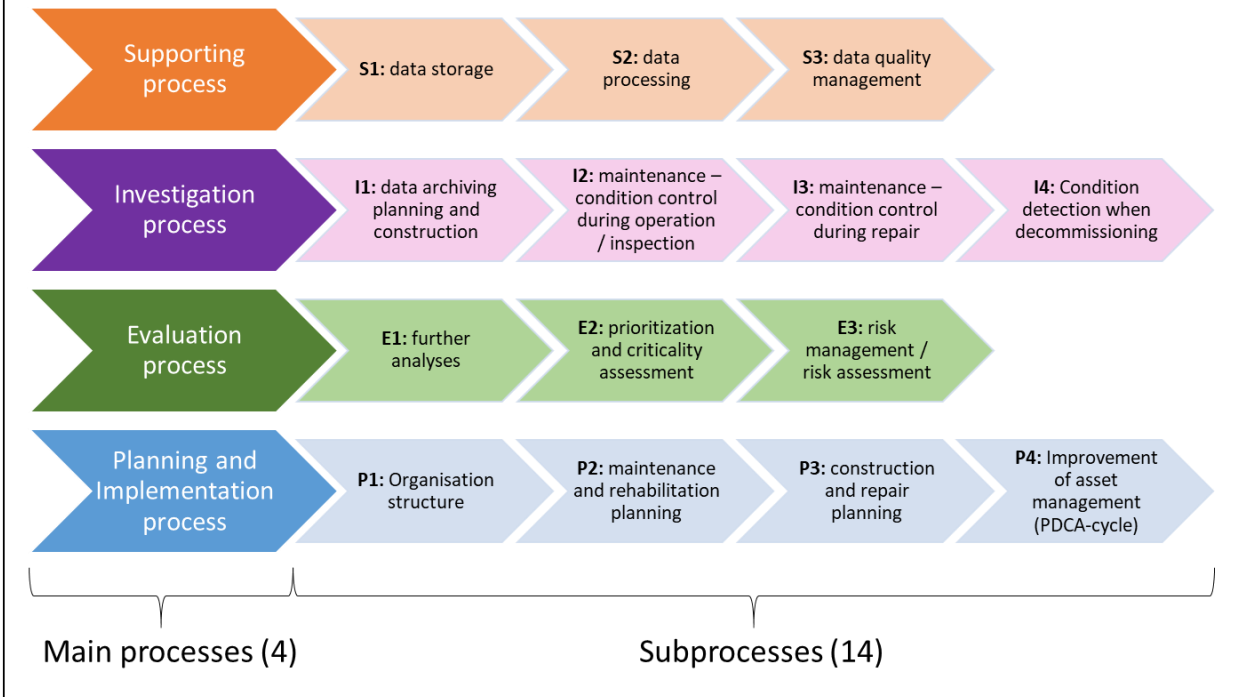 Supporting
process
S1: data storage
S2: data
processing
S3: data quality
management
Investigation
process
I1: data archiving
planning and
construction
I2: maintenance –
condition control
during operation
/ inspection
I3: maintenance –
condition control
during repair
I4: Condition
detection when
decommissioning
Evaluation
process
E1: further
analyses
E2: prioritization
and criticality
assessment
E3: risk
management /
risk assessment
Planning and
Implementation
process
P1: Organisation
structure
P2: maintenance
and rehabilitation
planning
P3: construction
and repair
planning
P4: Improvement
of asset
management
(PDCA-cycle)
Main processes (4)
Subprocesses (14)